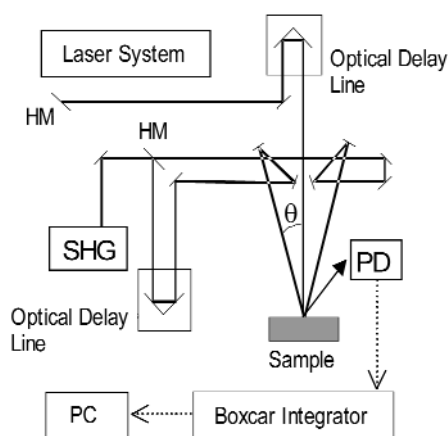 Laser System
Optical Delay
Line
HM
HM
θ
SHG
PD
Optical Delay
Line
Sample
PC
Boxcar Integrator